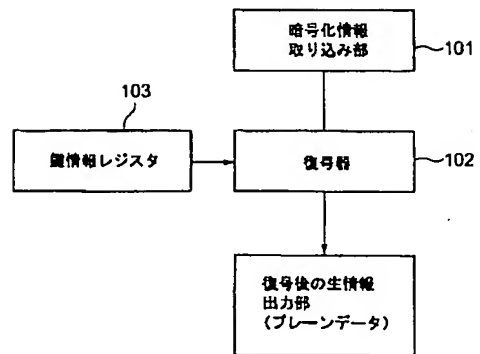 暗号化情報
取り込み部
101
103
鍵情報レジスタ
復号器
102
復号後の生情報
出力部
(プレーンデータ)